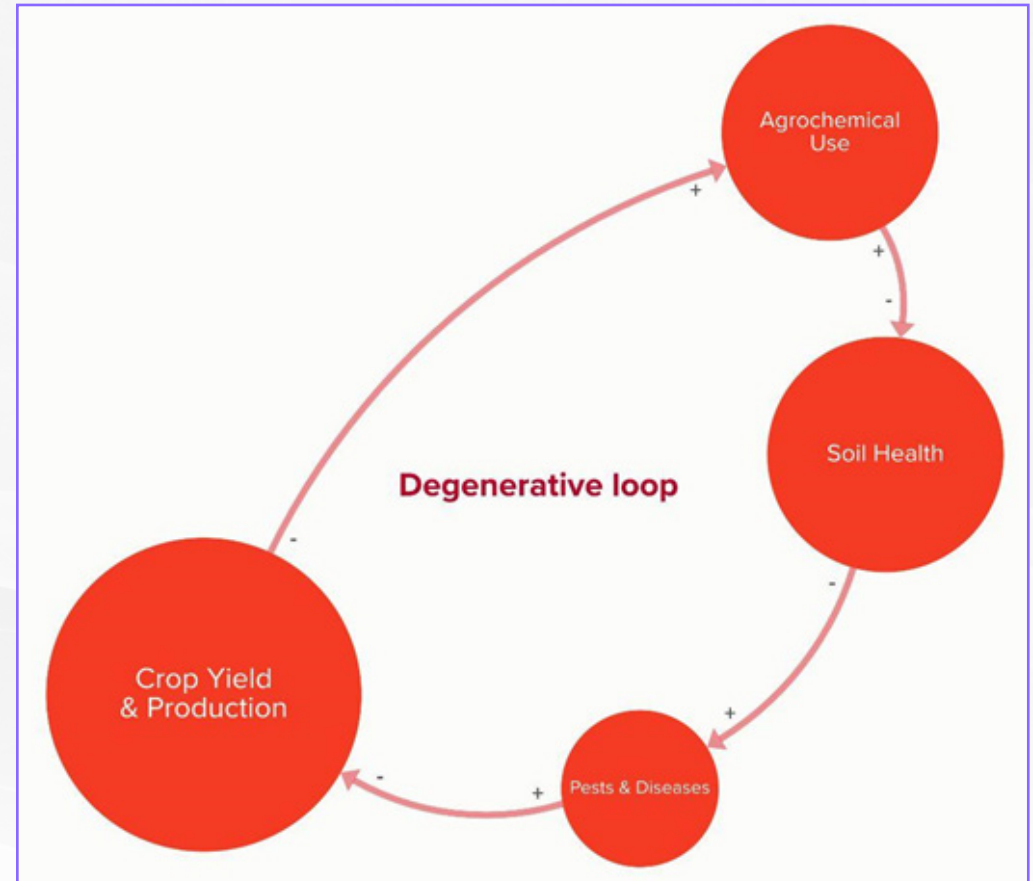 Agrochemical
Use
+
+
-
Soil Health
Degenerative loop
-
-
+
Crop Yield
& Production
-
+
Pests & Diseases